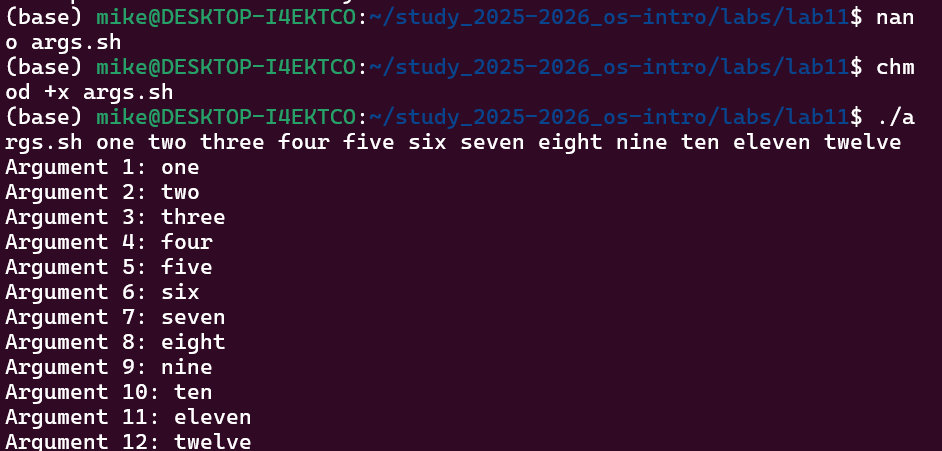 (base) mike@DESKTOP-I4EKTCO:~/study_2025-2026_os-intro/labs/lab11$ nan
o args.sh
(base) mike@DESKTOP-I4EKTCO:~/study_2025-2026_os-intro/labs/lab11$ chm
od +x args.sh
(base) mike@DESKTOP-I4EKTCO:~/study_2025-2026_os-intro/labs/lab11$ ./a
rgs.sh one two three four five six seven eight nine ten eleven twelve
Argument 1: one
Argument 2: two
Argument 3: three
Argument 4: four
Argument 5: five
Argument 6: six
Argument 7: seven
Argument 8: eight
Argument 9: nine
Argument 10: ten
Argument 11: eleven
Argument 12: twelve